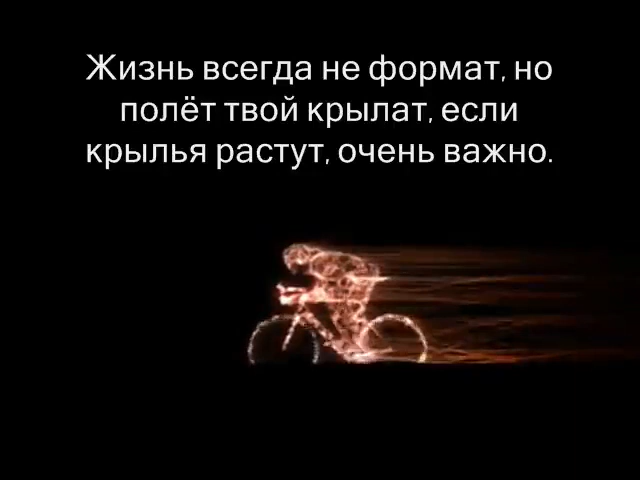 Жизнь всегда не формат, но
полёт твой крылат, если
крылья растут, очень важно.